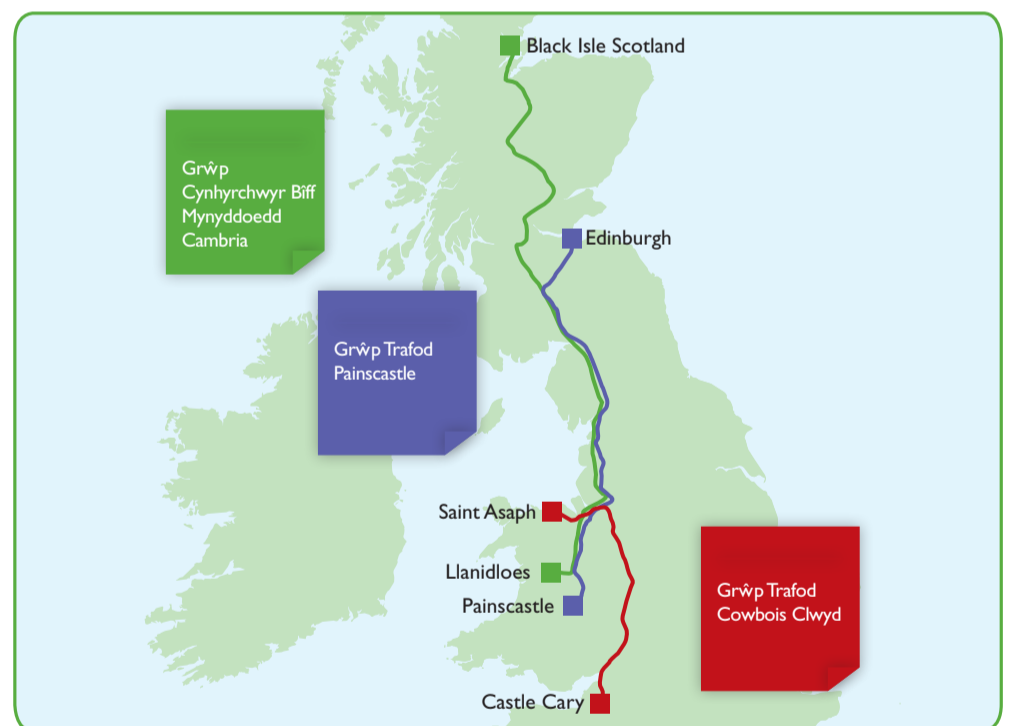 Black Isle Scotland
Grŵp
Cynhyrchwyr Bîff
Mynyddoedd
Cambria
Edinburgh
Grŵp Trafod
Painscastle
Saint Asaph
Llanidloes
Painscastle
Grŵp Trafod
Cowbois Clwyd
Castle Cary